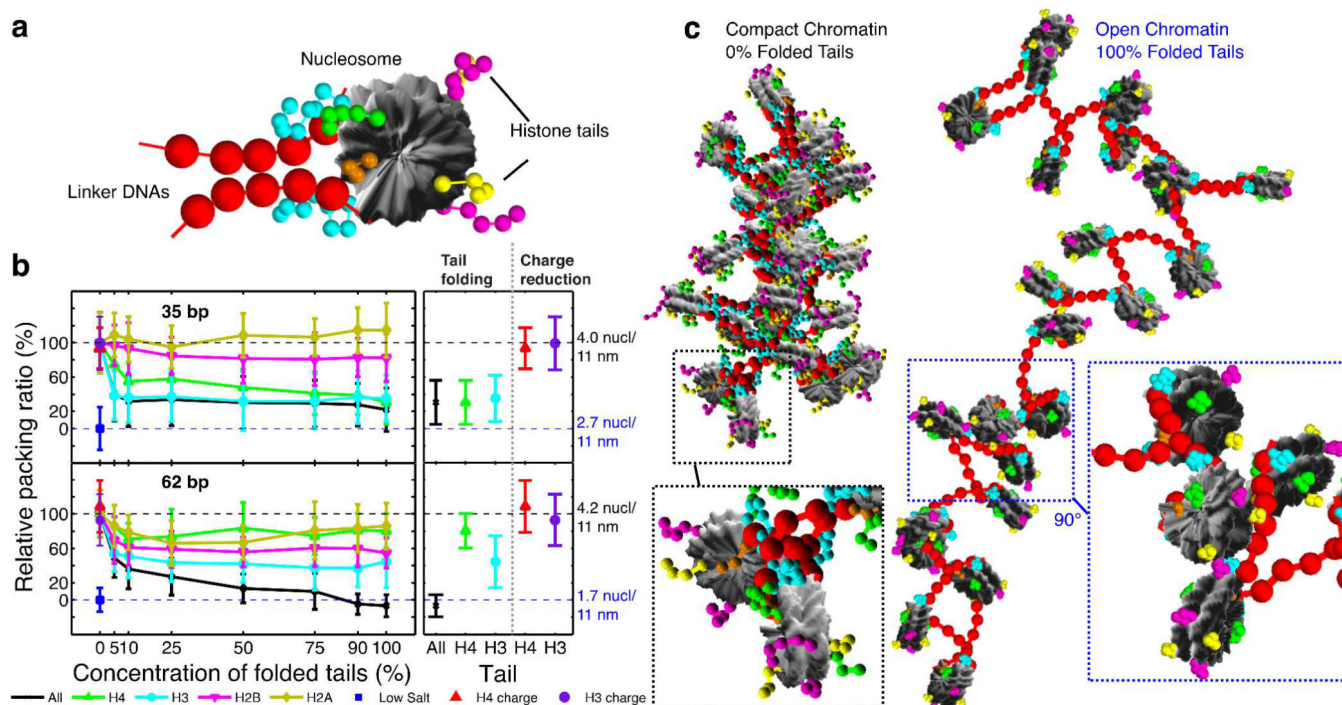 a
Nucleosome
Histone tails
Linker DNAs
b
Tail folding
Charge reduction
Relative packing ratio (%)
35 bp
100
60
40
20
0
4.0 nucl/
11 nm
2.7 nucl/
11 nm
62 bp
100
60
40
20
0
4.2 nucl/
11 nm
1.7 nucl/
11 nm
0 5 10 25 50 75 90 100
All H4 H3 H4 H3
Concentration of folded tails (%)
Tail
All H4 H3 H2B H2A Low Salt H4 charge H3 charge
c
Compact Chromatin
0% Folded Tails
Open Chromatin
100% Folded Tails
90°